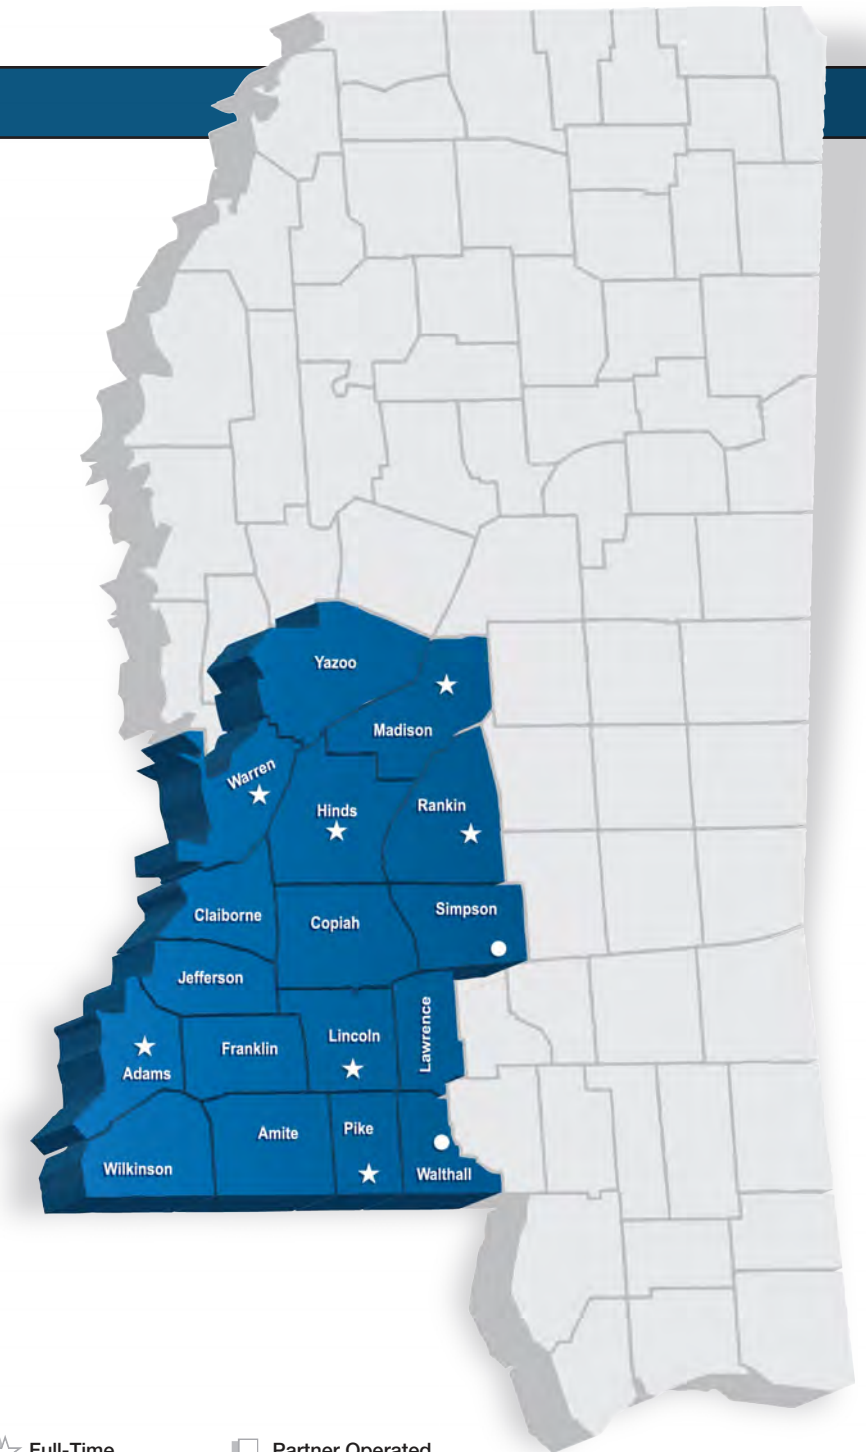 Yazoo
Madison
Warren
Hinds
Rankin
Claiborne
Copiah
Simpson
Jefferson
Adams
Franklin
Lincoln
Lawrence
Wilkinson
Amite
Pike
Walthall
Full-Time
Partner Operated